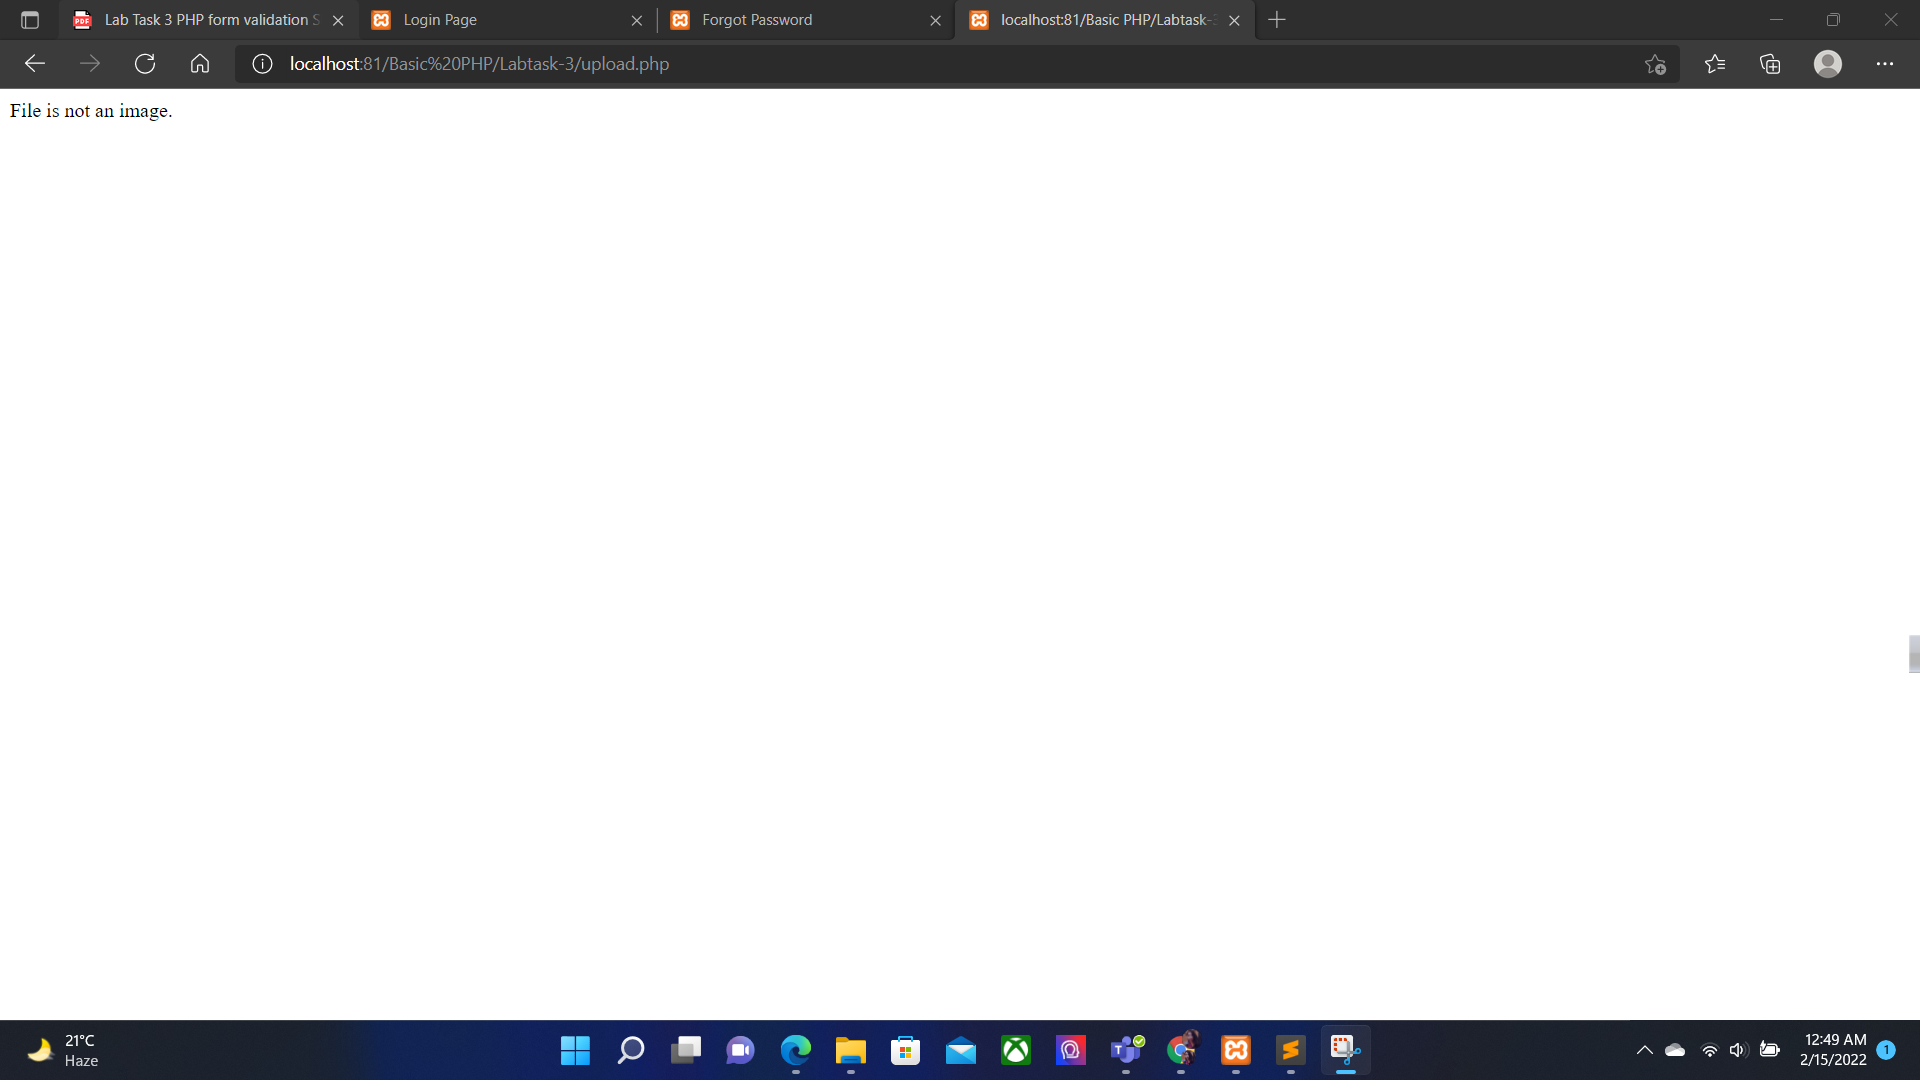 Lab Task 3 PHP form validation S
Login Page
Forgot Password
localhost:81/Basic PHP/Labtask-3
localhost:81/Basic%20PHP/Labtask-3/upload.php
File is not an image.
21°C
Haze
12:49 AM
2/15/2022
1